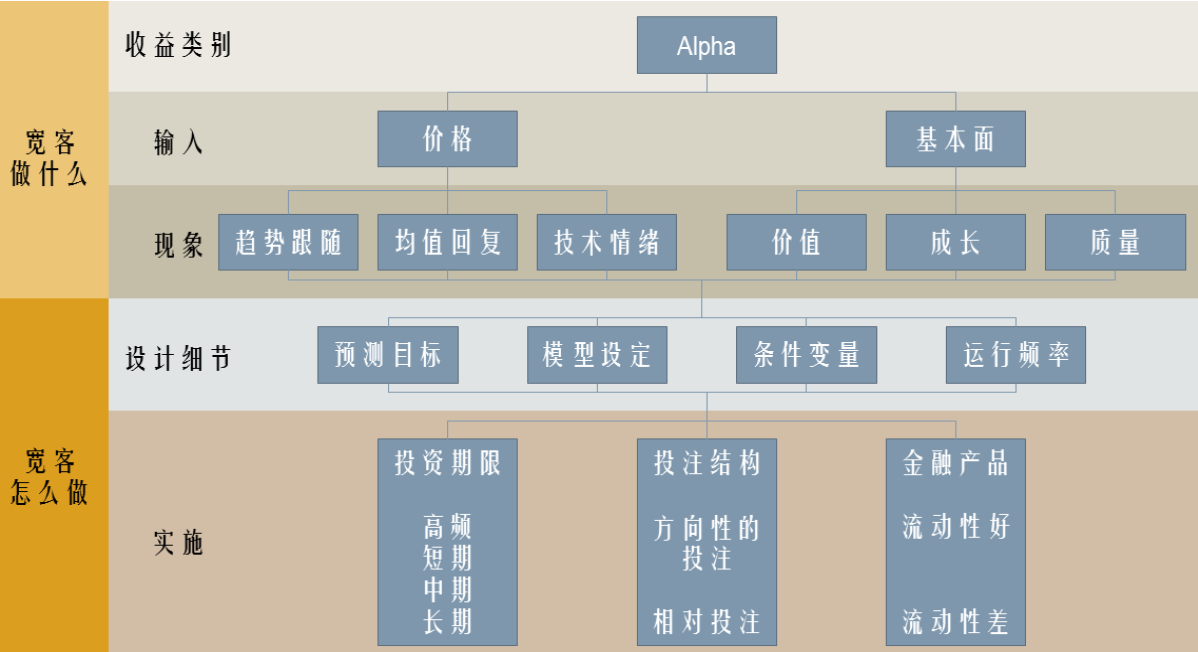 收益类别
Alpha
宽客
做什么
输入
价格
基本面
现象
趋势跟随
均值回复
技术情绪
价值
成长
质量
设计细节
预测目标
模型设定
条件变量
运行频率
宽客
怎么做
实施
投资期限
高频
短期
中期
长期
投注结构
方向性的
投注
相对投注
金融产品
流动性好
流动性差